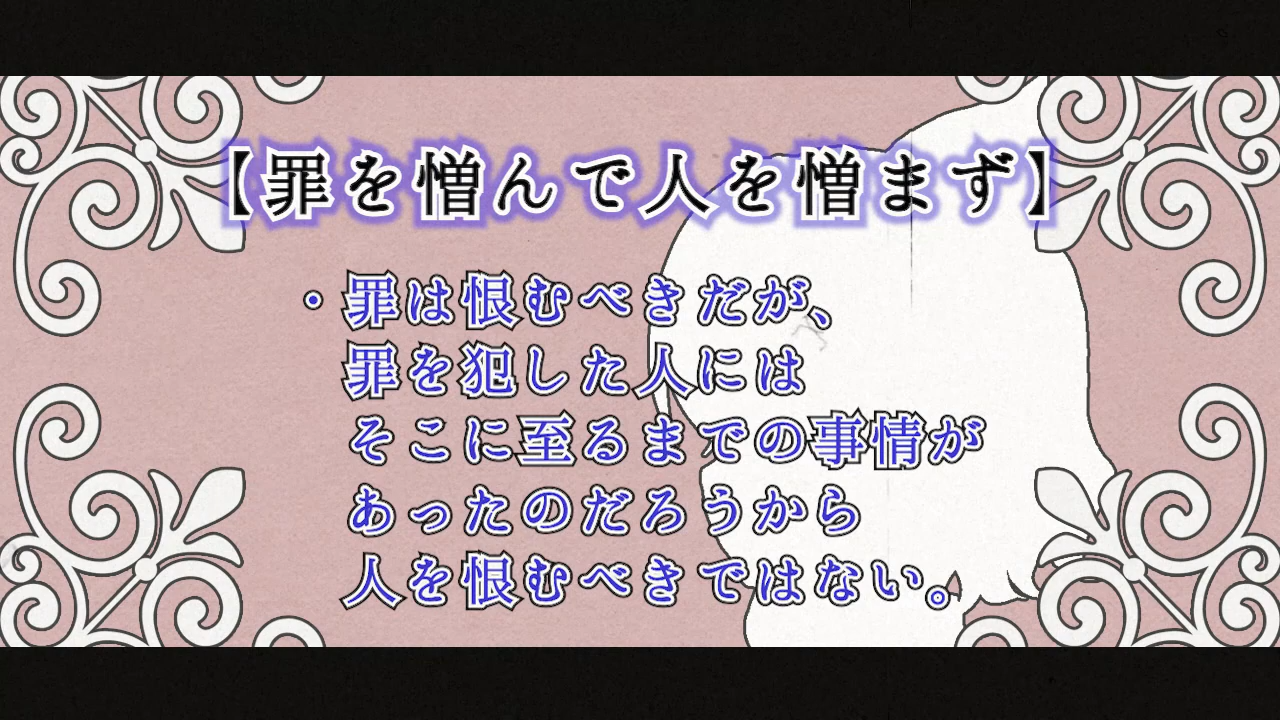 【罪を憎んで人を憎まず】
・罪は恨むべきだが、
罪を犯した人には
そこに至るまでの事情が
あったのだろうから
人を恨むべきではない。